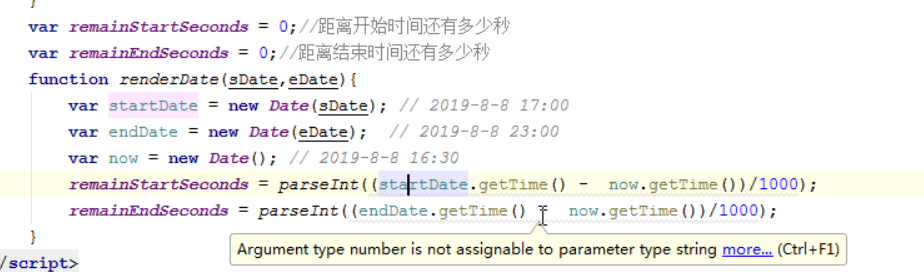 }
var remainStartSeconds = 0;//距离开始时间还有多少秒
var remainEndSeconds = 0;//距离结束时间还有多少秒
function renderDate(sDate,eDate){
var startDate = new Date(sDate); // 2019-8-8 17:00
var endDate = new Date(eDate);  // 2019-8-8 23:00
var now = new Date(); // 2019-8-8 16:30
remainStartSeconds = parseInt((startDate.getTime() -  now.getTime())/1000);
remainEndSeconds = parseInt((endDate.getTime() -  now.getTime())/1000);
}
Argument type number is not assignable to parameter type string more... (Ctrl+F1)
/script>